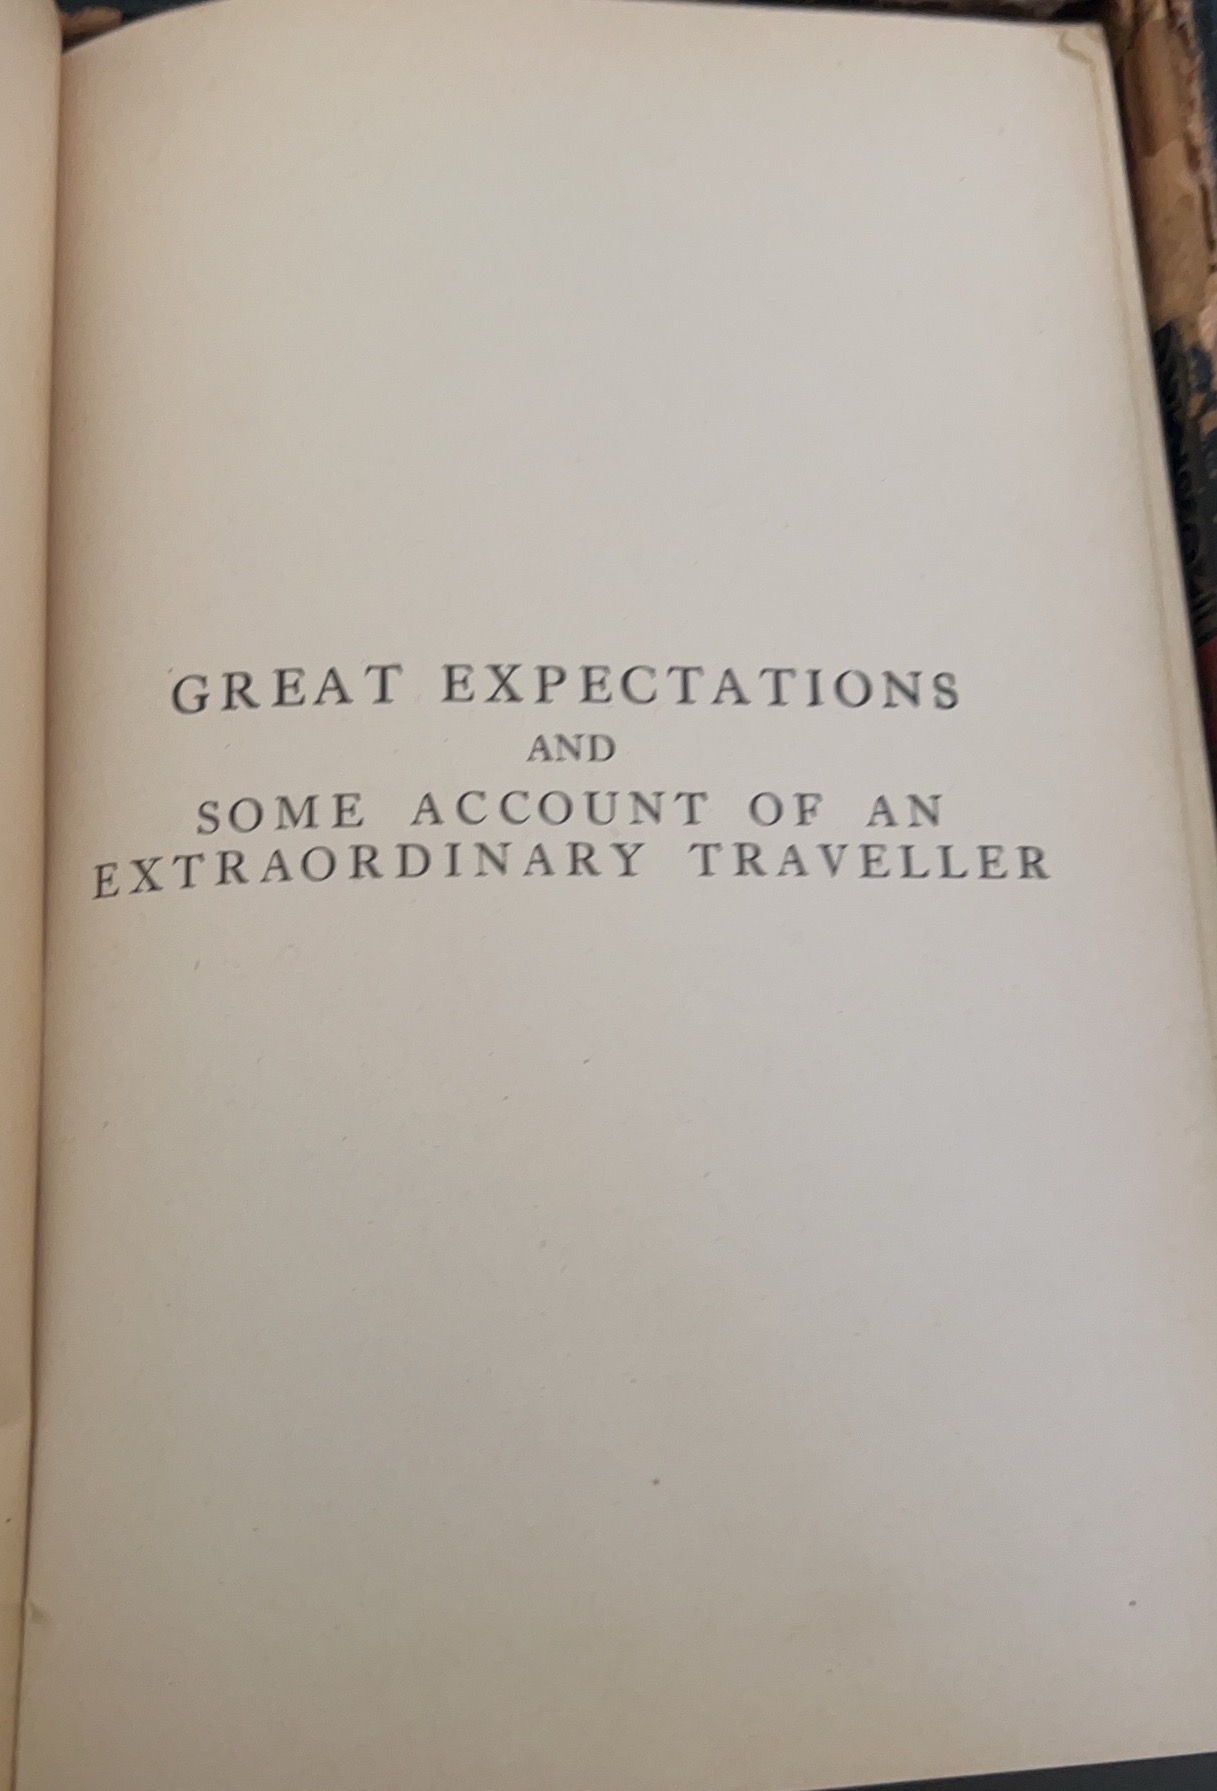 GREAT EXPECTATIONS
AND
SOME ACCOUNT OF AN
EXTRAORDINARY TRAVELLER